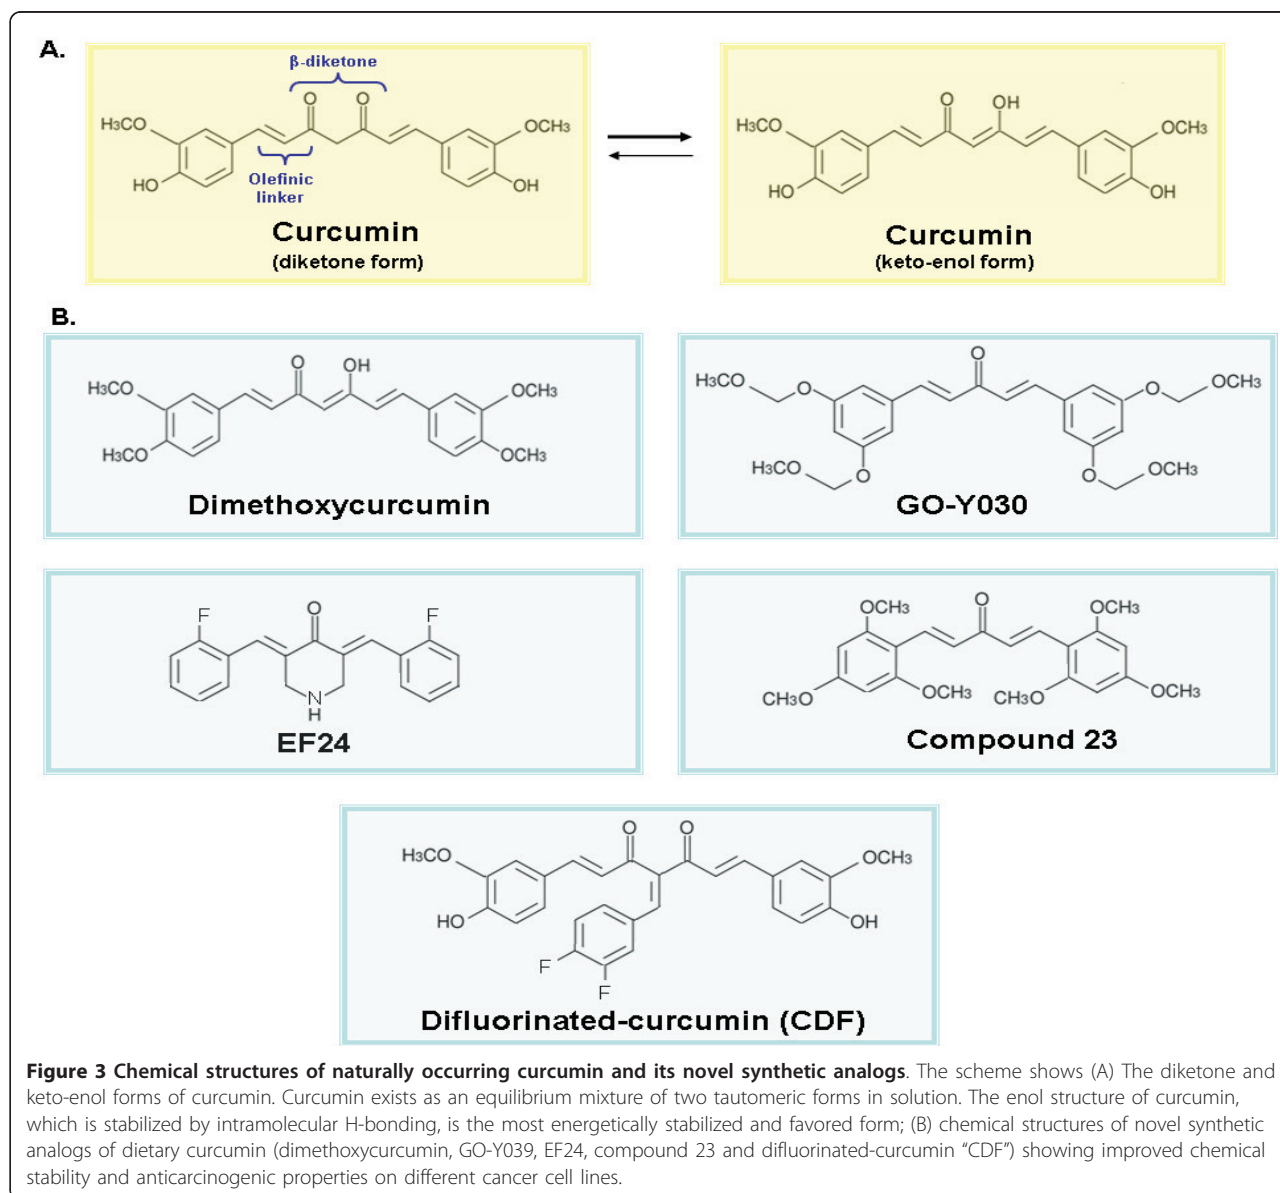 A.
β-diketone
O O
H₃CO OCH₃
HO OH
Olefinic
linker
Curcumin
(diketone form)
O OH
H₃CO OCH₃
HO OH
Curcumin
(keto-enol form)
B.
O OH
H₃CO OCH₃
H₃CO OCH₃
Dimethoxycurcumin
O
H₃CO O O OCH₃
H₃CO O O OCH₃
GO-Y030
F O F
N
H
EF24
OCH₃ O OCH₃
CH₃O OCH₃ CH₃O OCH₃
Compound 23
O O
H₃CO OCH₃
HO OH
F
F
Difluorinated-curcumin (CDF)
Figure 3 Chemical structures of naturally occurring curcumin and its novel synthetic analogs. The scheme shows (A) The diketone and
keto-enol forms of curcumin. Curcumin exists as an equilibrium mixture of two tautomeric forms in solution. The enol structure of curcumin,
which is stabilized by intramolecular H-bonding, is the most energetically stabilized and favored form; (B) chemical structures of novel synthetic
analogs of dietary curcumin (dimethoxycurcumin, GO-Y039, EF24, compound 23 and difluorinated-curcumin “CDF”) showing improved chemical
stability and anticarcinogenic properties on different cancer cell lines.